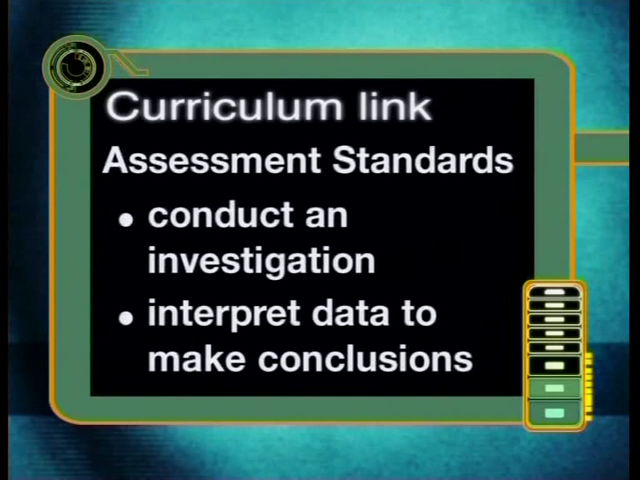 Curriculum link
Assessment Standards
• conduct an
investigation
• interpret data to
make conclusions